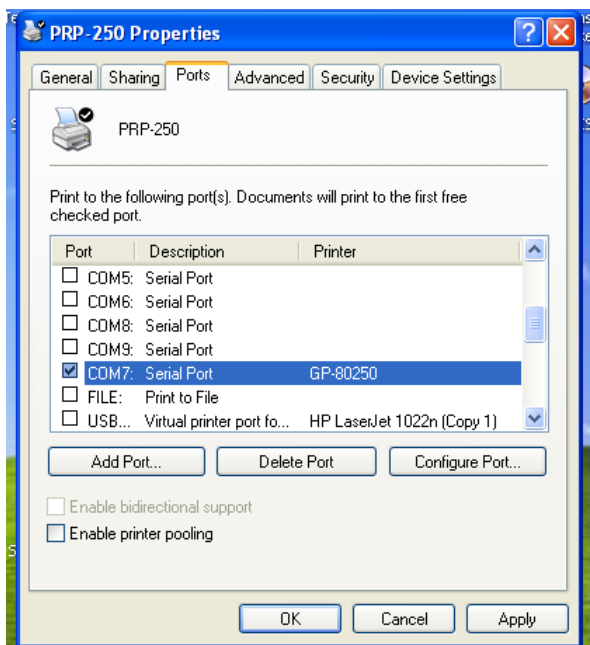 PRP-250 Properties
General Sharing Ports Advanced Security Device Settings
PRP-250
Print to the following port(s). Documents will print to the first free
checked port.
Port Description Printer
COM5: Serial Port
COM6: Serial Port
COM8: Serial Port
COM9: Serial Port
COM7: Serial Port GP-80250
FILE: Print to File
USB... Virtual printer port fo... HP LaserJet 1022n (Copy 1)
Add Port... Delete Port Configure Port...
Enable bidirectional support
Enable printer pooling
OK Cancel Apply